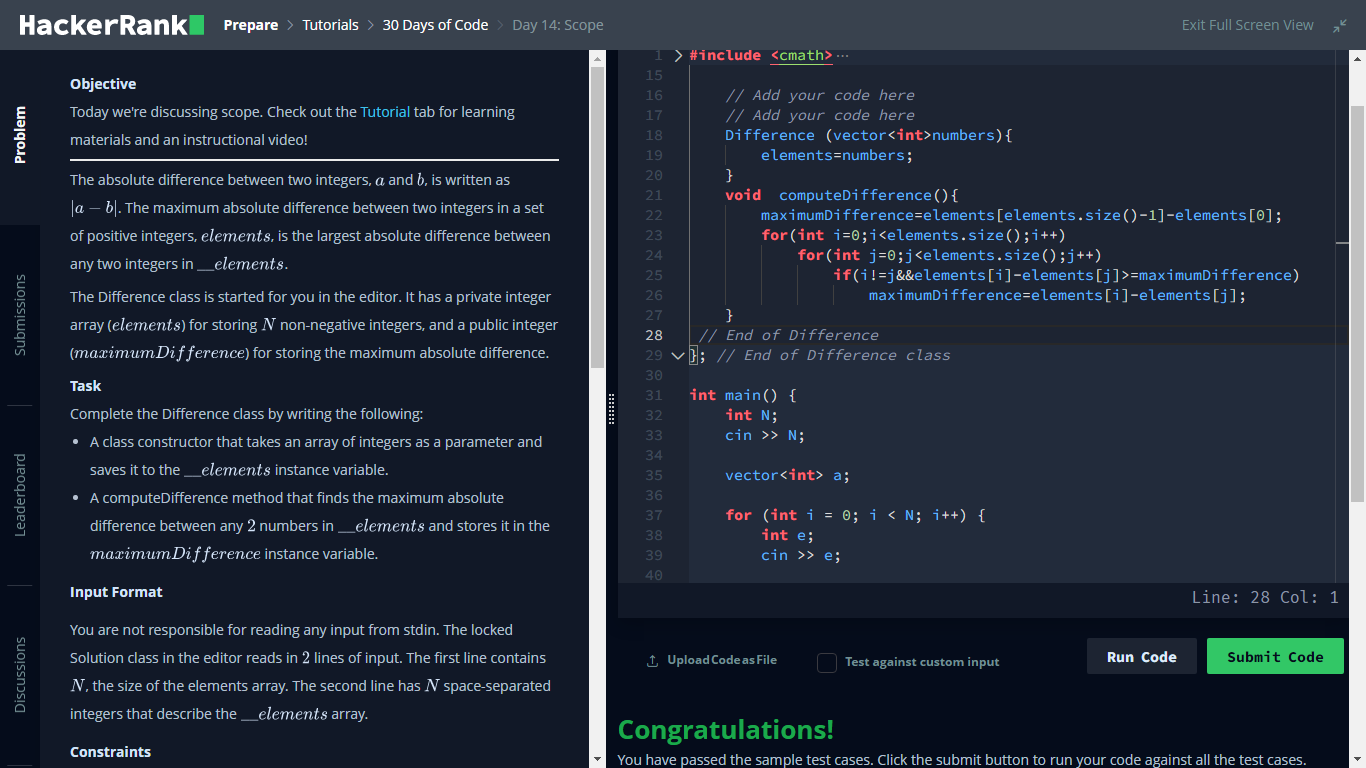 HackerRank Prepare > Tutorials > 30 Days of Code > Day 14: Scope Exit Full Screen View
Problem
Submissions
Leaderboard
Discussions
Objective
Today we're discussing scope. Check out the Tutorial tab for learning
materials and an instructional video!
The absolute difference between two integers, a and b, is written as
|a − b|. The maximum absolute difference between two integers in a set
of positive integers, elements, is the largest absolute difference between
any two integers in __elements.
The Difference class is started for you in the editor. It has a private integer
array (elements) for storing N non-negative integers, and a public integer
(maximumDifference) for storing the maximum absolute difference.
Task
Complete the Difference class by writing the following:
• A class constructor that takes an array of integers as a parameter and
saves it to the __elements instance variable.
• A computeDifference method that finds the maximum absolute
difference between any 2 numbers in __elements and stores it in the
maximumDifference instance variable.
Input Format
You are not responsible for reading any input from stdin. The locked
Solution class in the editor reads in 2 lines of input. The first line contains
N, the size of the elements array. The second line has N space-separated
integers that describe the __elements array.
Constraints
1 #include <cmath>···
15
16 // Add your code here
17 // Add your code here
18 Difference (vector<int>numbers){
19 elements=numbers;
20 }
21 void  computeDifference(){
22 maximumDifference=elements[elements.size()-1]-elements[0];
23 for(int i=0;i<elements.size();i++)
24 for(int j=0;j<elements.size();j++)
25 if(i!=j&&elements[i]-elements[j]>=maximumDifference)
26 maximumDifference=elements[i]-elements[j];
27 }
28 // End of Difference
29 }; // End of Difference class
30
31 int main() {
32 int N;
33 cin >> N;
34
35 vector<int> a;
36
37 for (int i = 0; i < N; i++) {
38 int e;
39 cin >> e;
40
Line: 28 Col: 1
Upload Code as File Test against custom input Run Code Submit Code
Congratulations!
You have passed the sample test cases. Click the submit button to run your code against all the test cases.